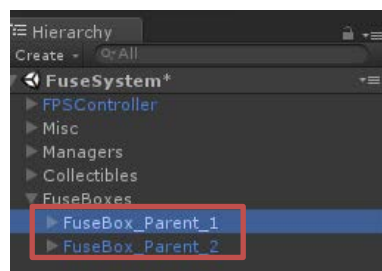 Hierarchy
Create All
FuseSystem*
FPSController
Misc
Managers
Collectibles
FuseBoxes
FuseBox_Parent_1
FuseBox_Parent_2